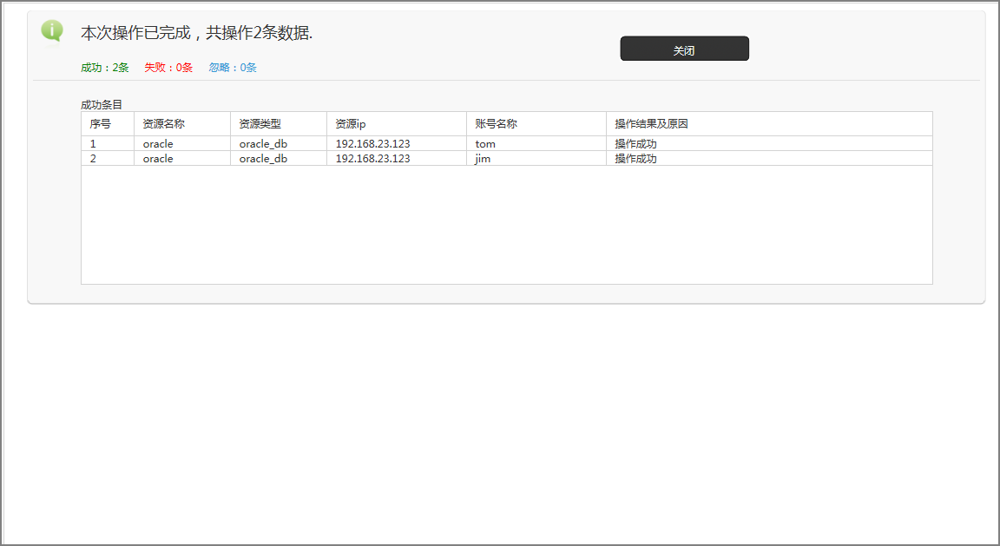 本次操作已完成，共操作2条数据.
关闭
成功：2条 失败：0条 忽略：0条
成功条目
序号 资源名称 资源类型 资源ip 账号名称 操作结果及原因
1 oracle oracle_db 192.168.23.123 tom 操作成功
2 oracle oracle_db 192.168.23.123 jim 操作成功